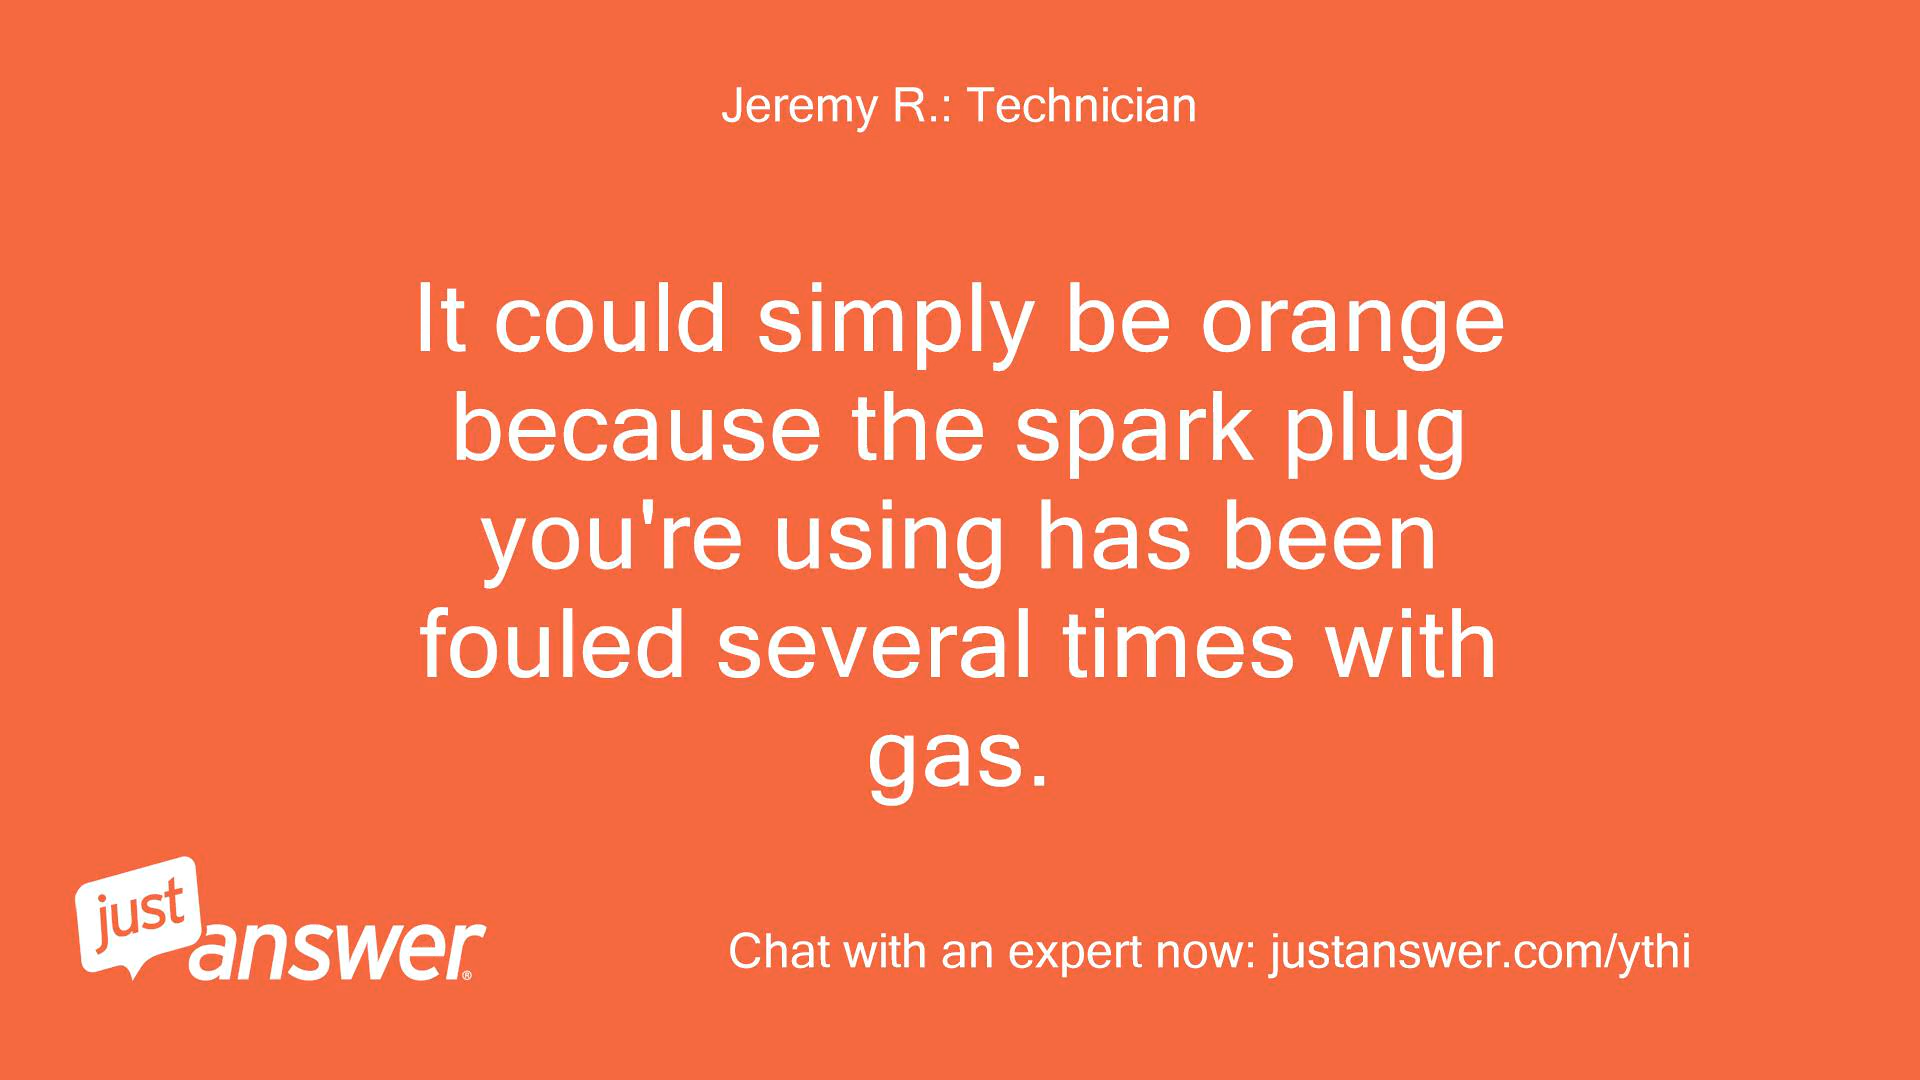 Jeremy R.: Technician
It could simply be orange
because the spark plug
you're using has been
fouled several times with
gas.
just
answer®
Chat with an expert now: justanswer.com/ythi